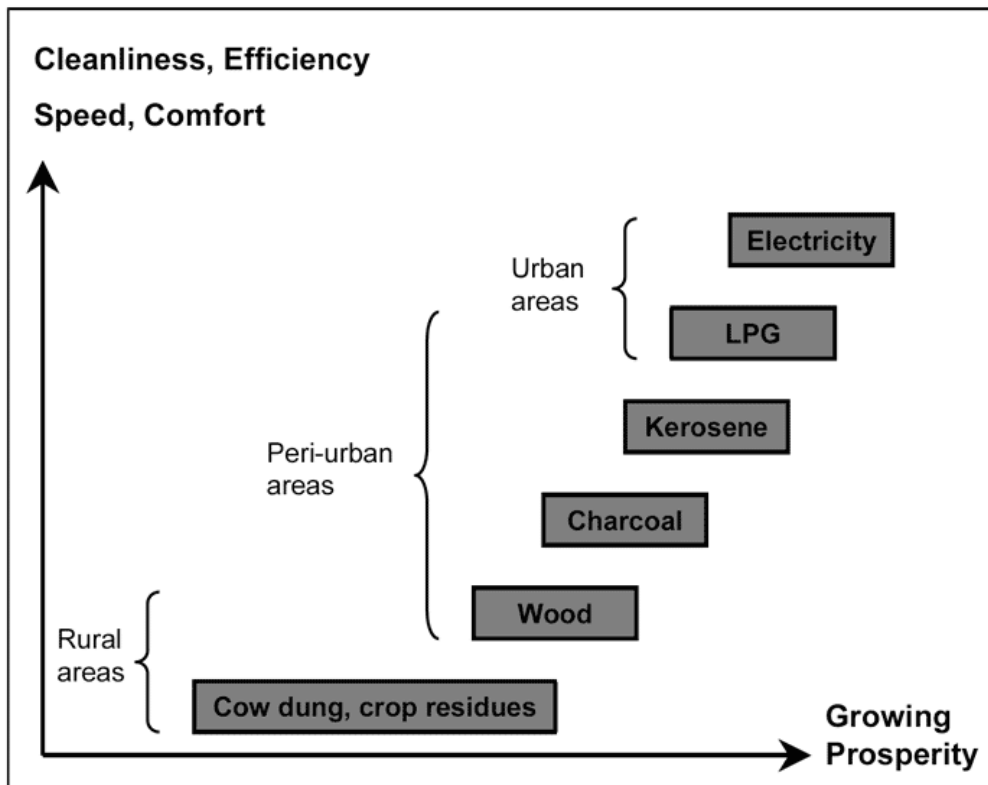 Cleanliness, Efficiency
Speed, Comfort
Electricity
Urban
areas
LPG
Kerosene
Peri-urban
areas
Charcoal
Wood
Rural
areas
Cow dung, crop residues
Growing
Prosperity